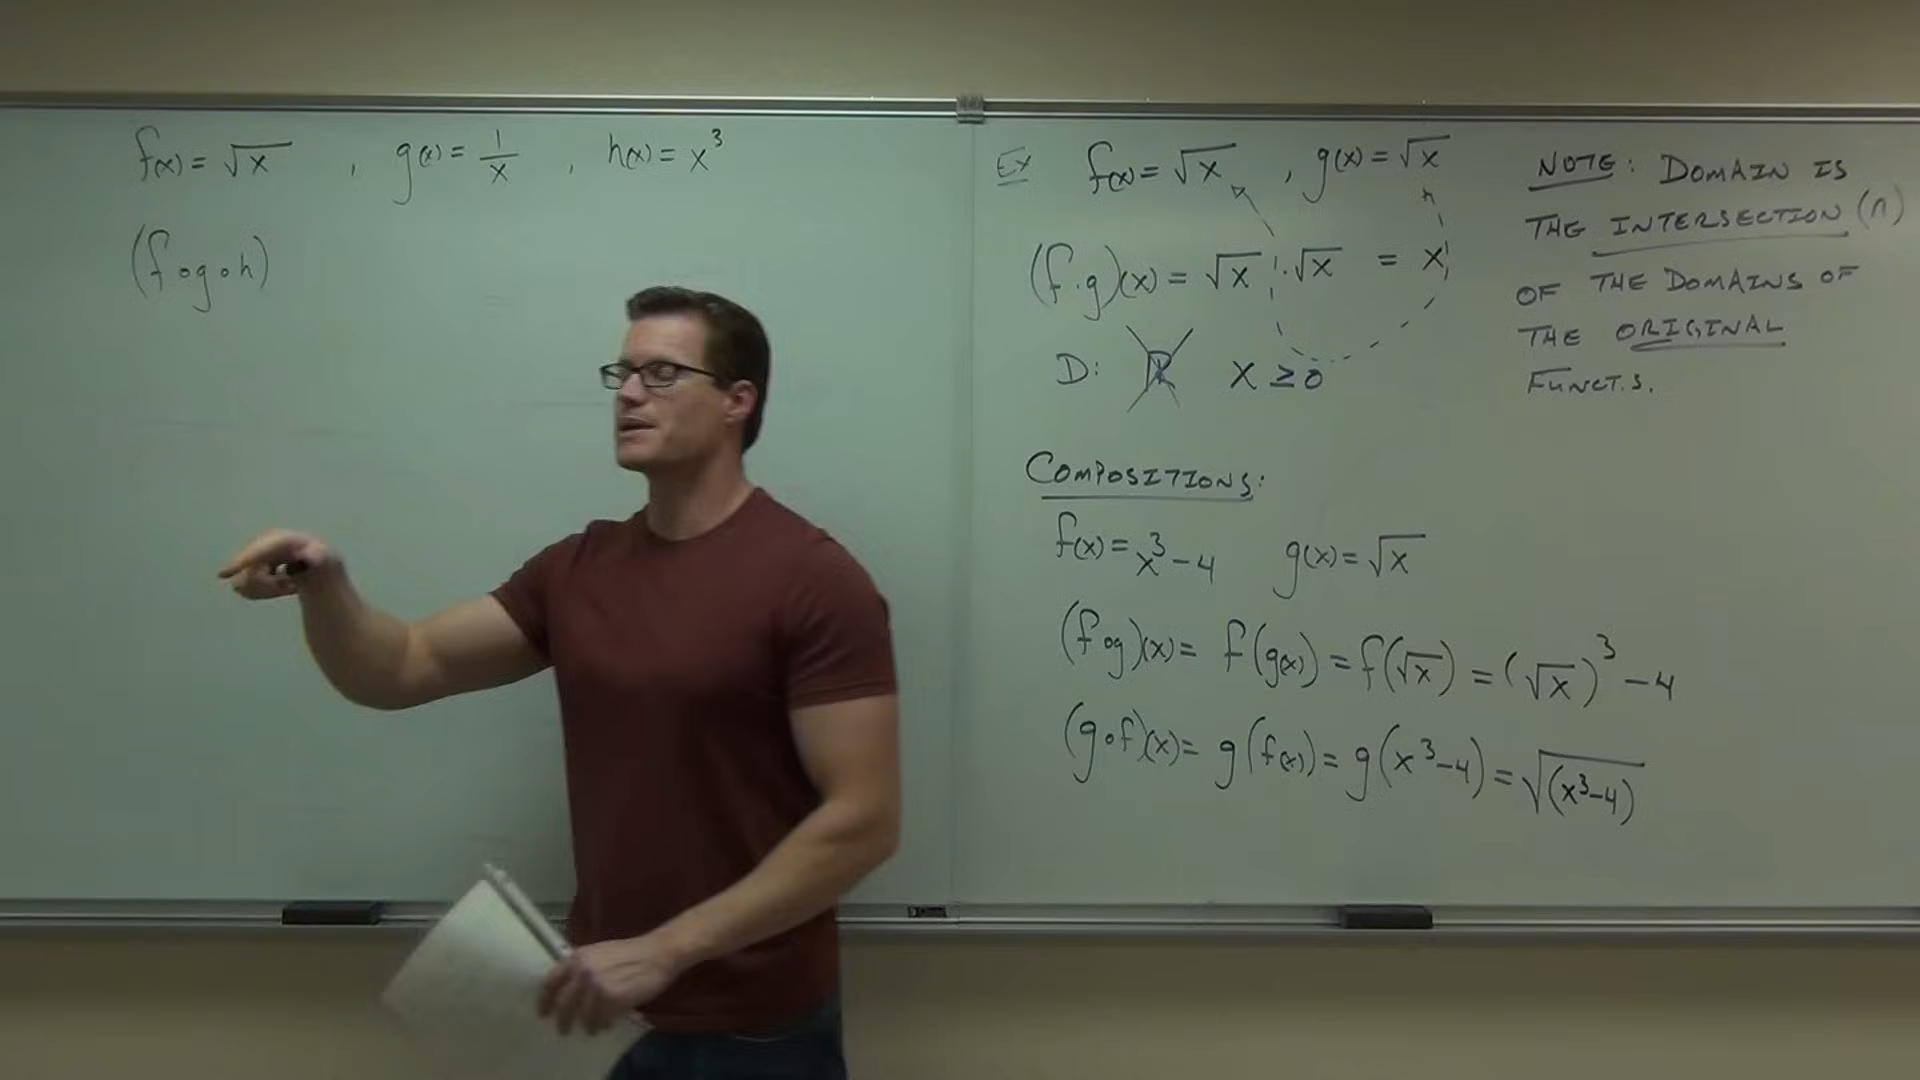 f(x) = √x , g(x) = 1/x , h(x) = x³
(f∘g∘h)
Ex f(x) = √x , g(x) = √x
(f·g)(x) = √x · √x = x
D: ℝ x ≥ 0
NOTE: DOMAIN IS
THE INTERSECTION (∩)
OF THE DOMAINS OF
THE ORIGINAL
FUNCT.S.
COMPOSITIONS:
f(x) = x³ - 4 g(x) = √x
(f∘g)(x) = f(g(x)) = f(√x) = (√x)³ - 4
(g∘f)(x) = g(f(x)) = g(x³-4) = √(x³-4)